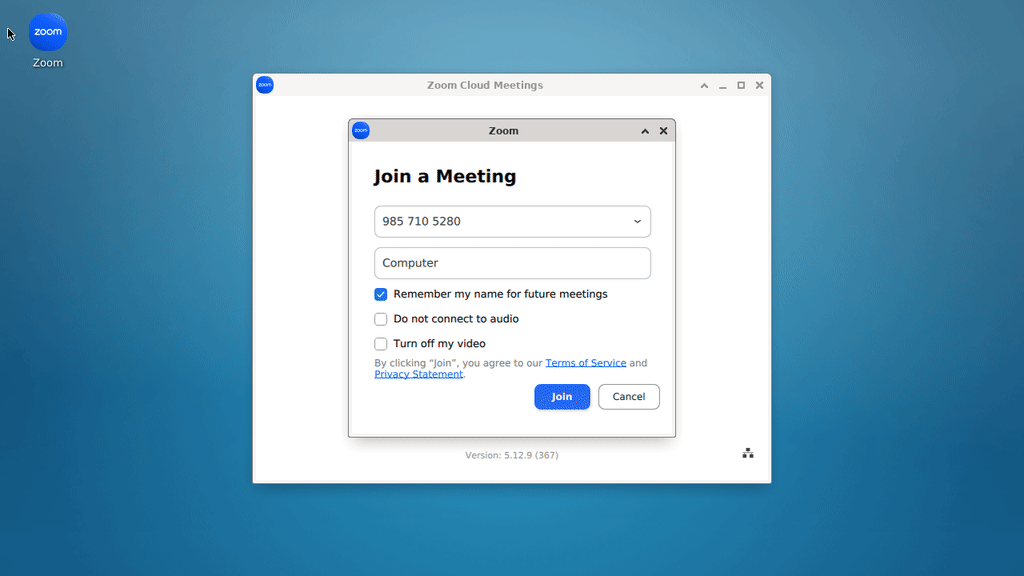 zoom
Zoom
zoom
Zoom Cloud Meetings
zoom
Zoom
Join a Meeting
985 710 5280
Computer
Remember my name for future meetings
Do not connect to audio
Turn off my video
By clicking “Join”, you agree to our Terms of Service and
Privacy Statement.
Join
Cancel
Version: 5.12.9 (367)